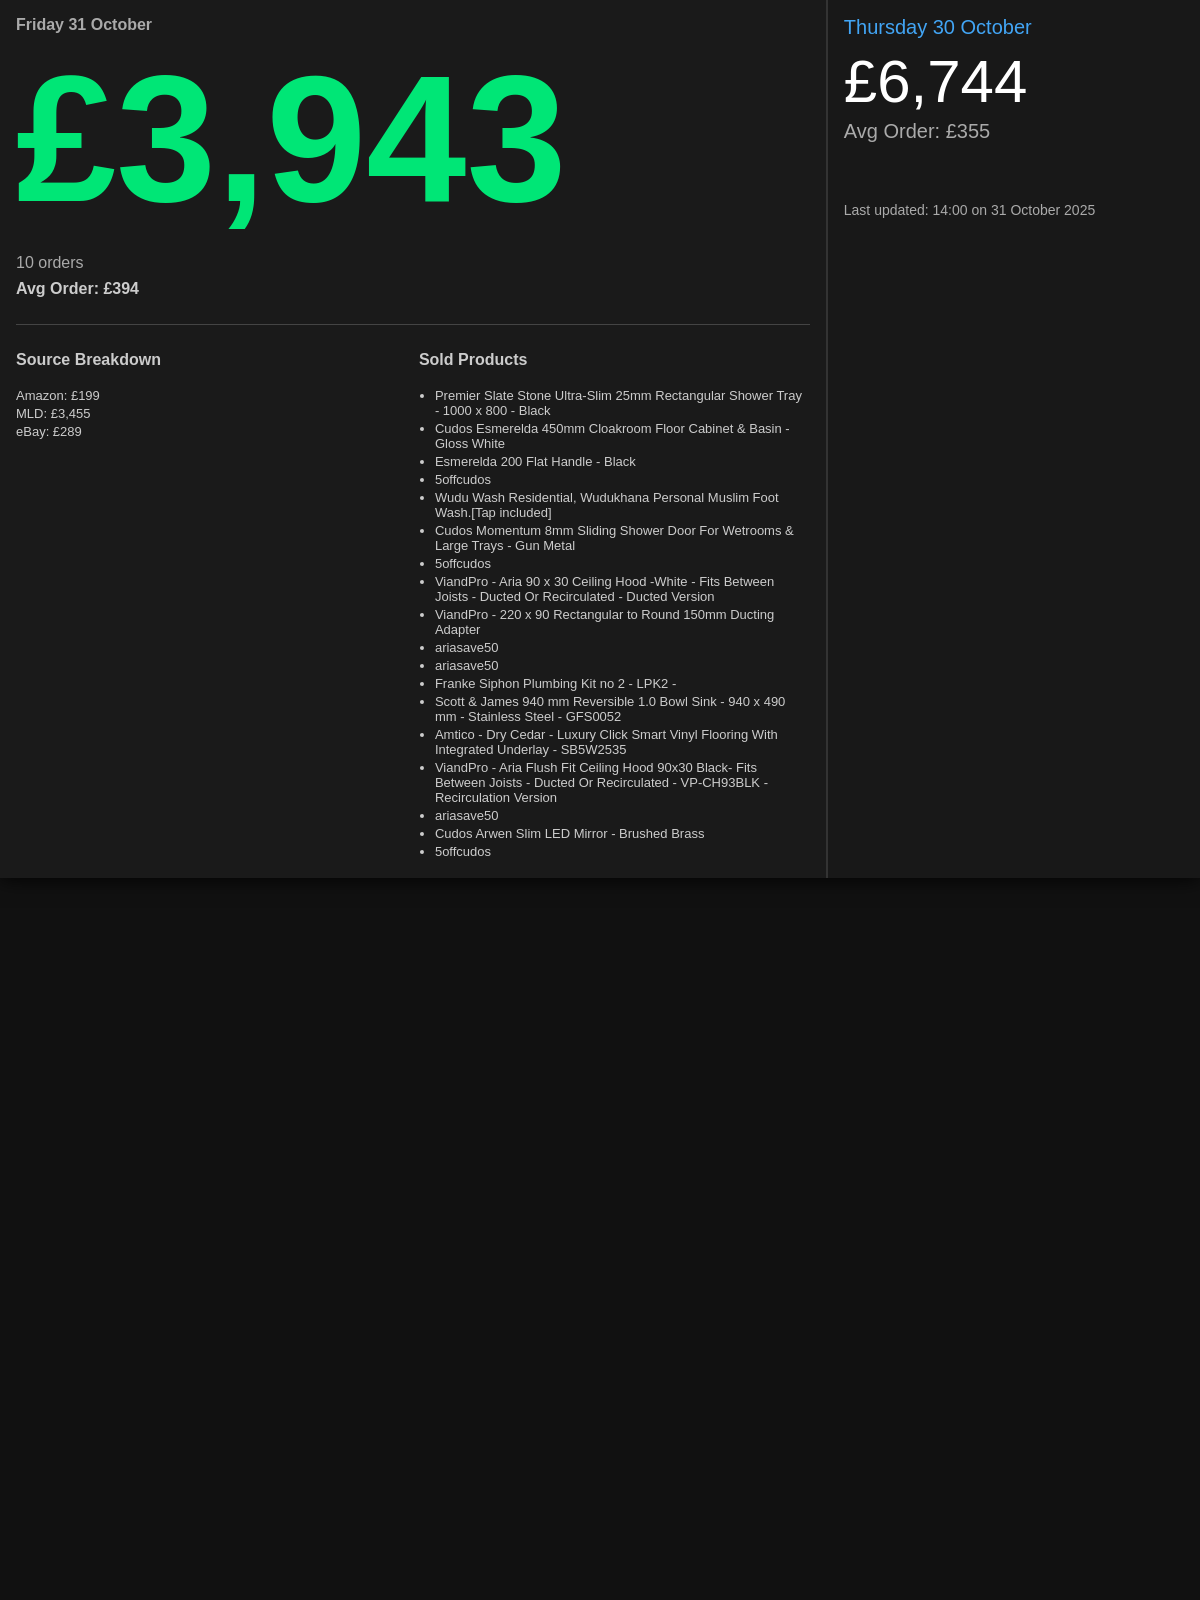 Friday 31 October
£3,943
10 orders
Avg Order: £394
Source Breakdown
Amazon: £199
MLD: £3,455
eBay: £289
Sold Products
• Premier Slate Stone Ultra-Slim 25mm Rectangular Shower Tray
- 1000 x 800 - Black
• Cudos Esmerelda 450mm Cloakroom Floor Cabinet & Basin -
Gloss White
• Esmerelda 200 Flat Handle - Black
• 5offcudos
• Wudu Wash Residential, Wudukhana Personal Muslim Foot
Wash.[Tap included]
• Cudos Momentum 8mm Sliding Shower Door For Wetrooms &
Large Trays - Gun Metal
• 5offcudos
• ViandPro - Aria 90 x 30 Ceiling Hood -White - Fits Between
Joists - Ducted Or Recirculated - Ducted Version
• ViandPro - 220 x 90 Rectangular to Round 150mm Ducting
Adapter
• ariasave50
• ariasave50
• Franke Siphon Plumbing Kit no 2 - LPK2 -
• Scott & James 940 mm Reversible 1.0 Bowl Sink - 940 x 490
mm - Stainless Steel - GFS0052
• Amtico - Dry Cedar - Luxury Click Smart Vinyl Flooring With
Integrated Underlay - SB5W2535
• ViandPro - Aria Flush Fit Ceiling Hood 90x30 Black- Fits
Between Joists - Ducted Or Recirculated - VP-CH93BLK -
Recirculation Version
• ariasave50
• Cudos Arwen Slim LED Mirror - Brushed Brass
• 5offcudos
Thursday 30 October
£6,744
Avg Order: £355
Last updated: 14:00 on 31 October 2025